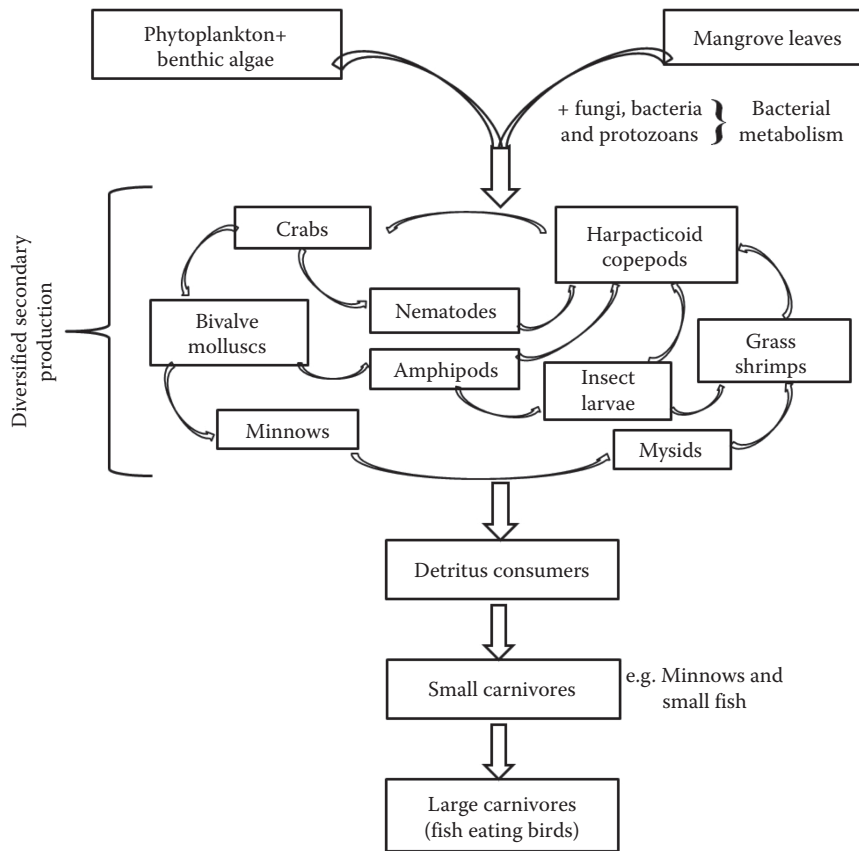 Phytoplankton+
benthic algae
Mangrove leaves
+ fungi, bacteria
and protozoans
}
Bacterial
metabolism
Diversified secondary
production
Crabs
Harpacticoid
copepods
Nematodes
Bivalve
molluscs
Amphipods
Grass
shrimps
Insect
larvae
Minnows
Mysids
Detritus consumers
Small carnivores
e.g. Minnows and
small fish
Large carnivores
(fish eating birds)